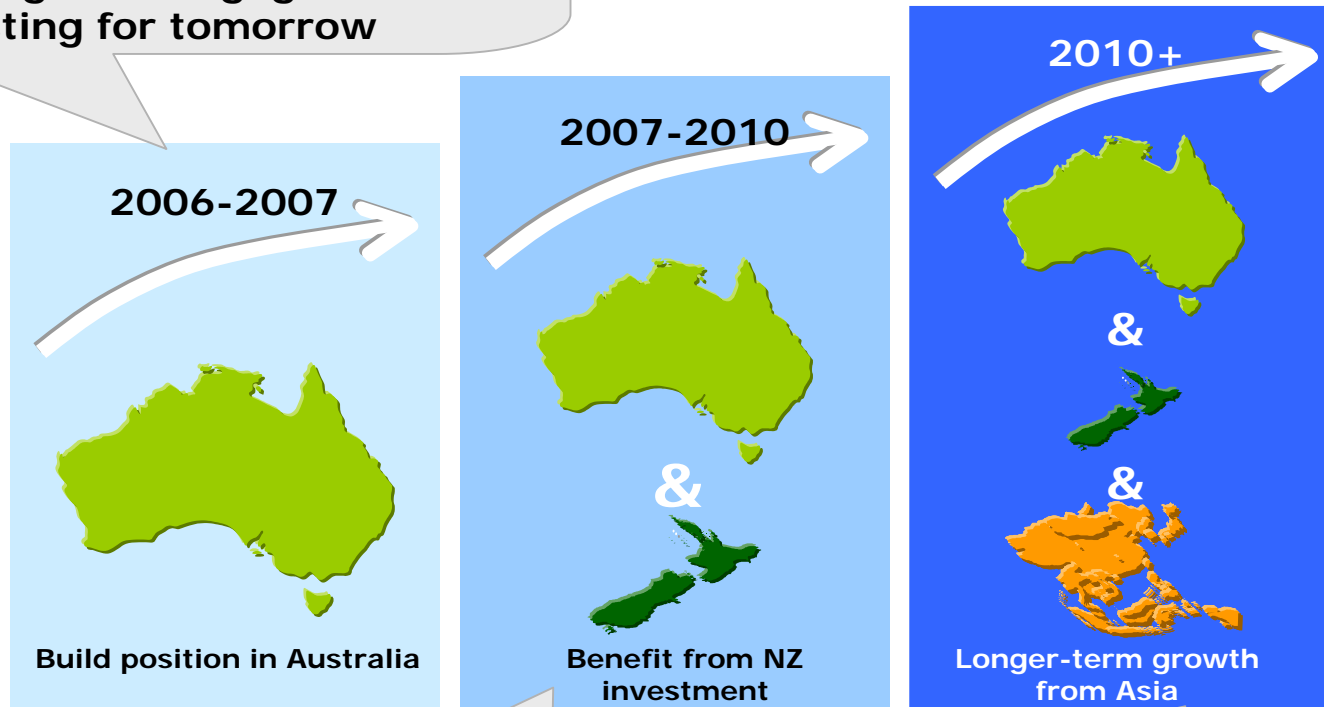 ting for tomorrow
2006-2007
Build position in Australia
2007-2010
&
Benefit from NZ
investment
2010+
&
&
Longer-term growth
from Asia